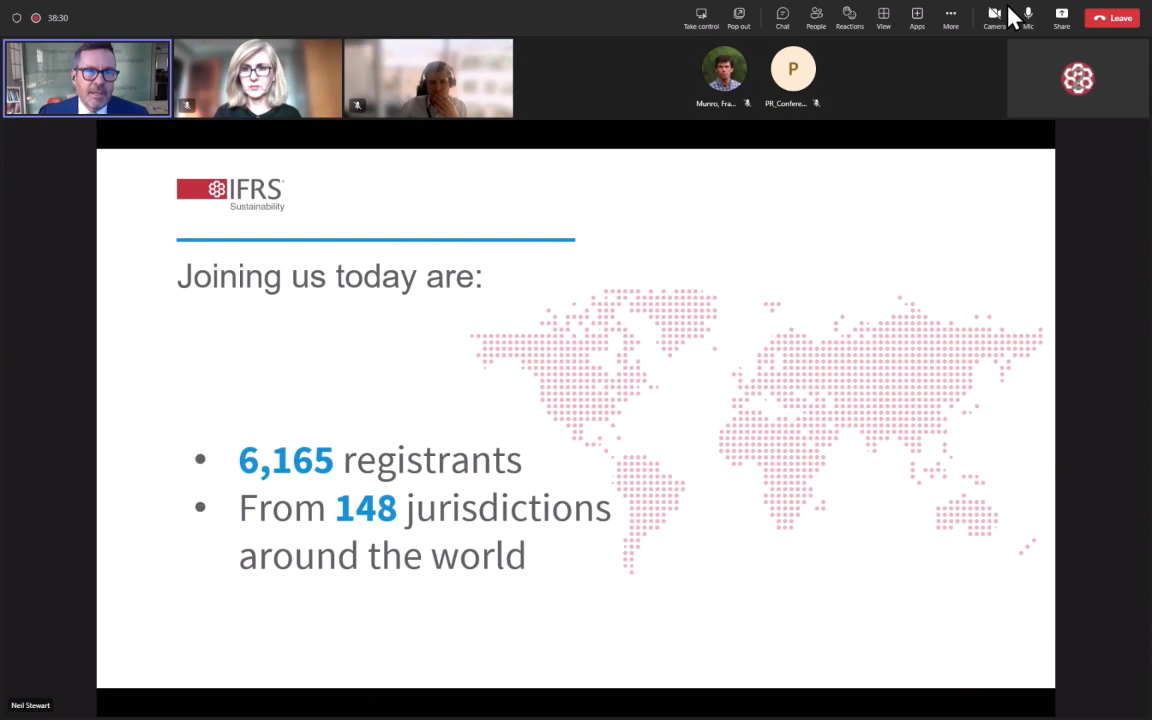 38:30
Take control
Pop out
Chat
People
Reactions
View
Apps
More
Camera
Mic
Share
Leave
P
Munro, Fra...
PR_Confere...
IFRS
Sustainability
Joining us today are:
• 6,165 registrants
• From 148 jurisdictions
around the world
Neil Stewart